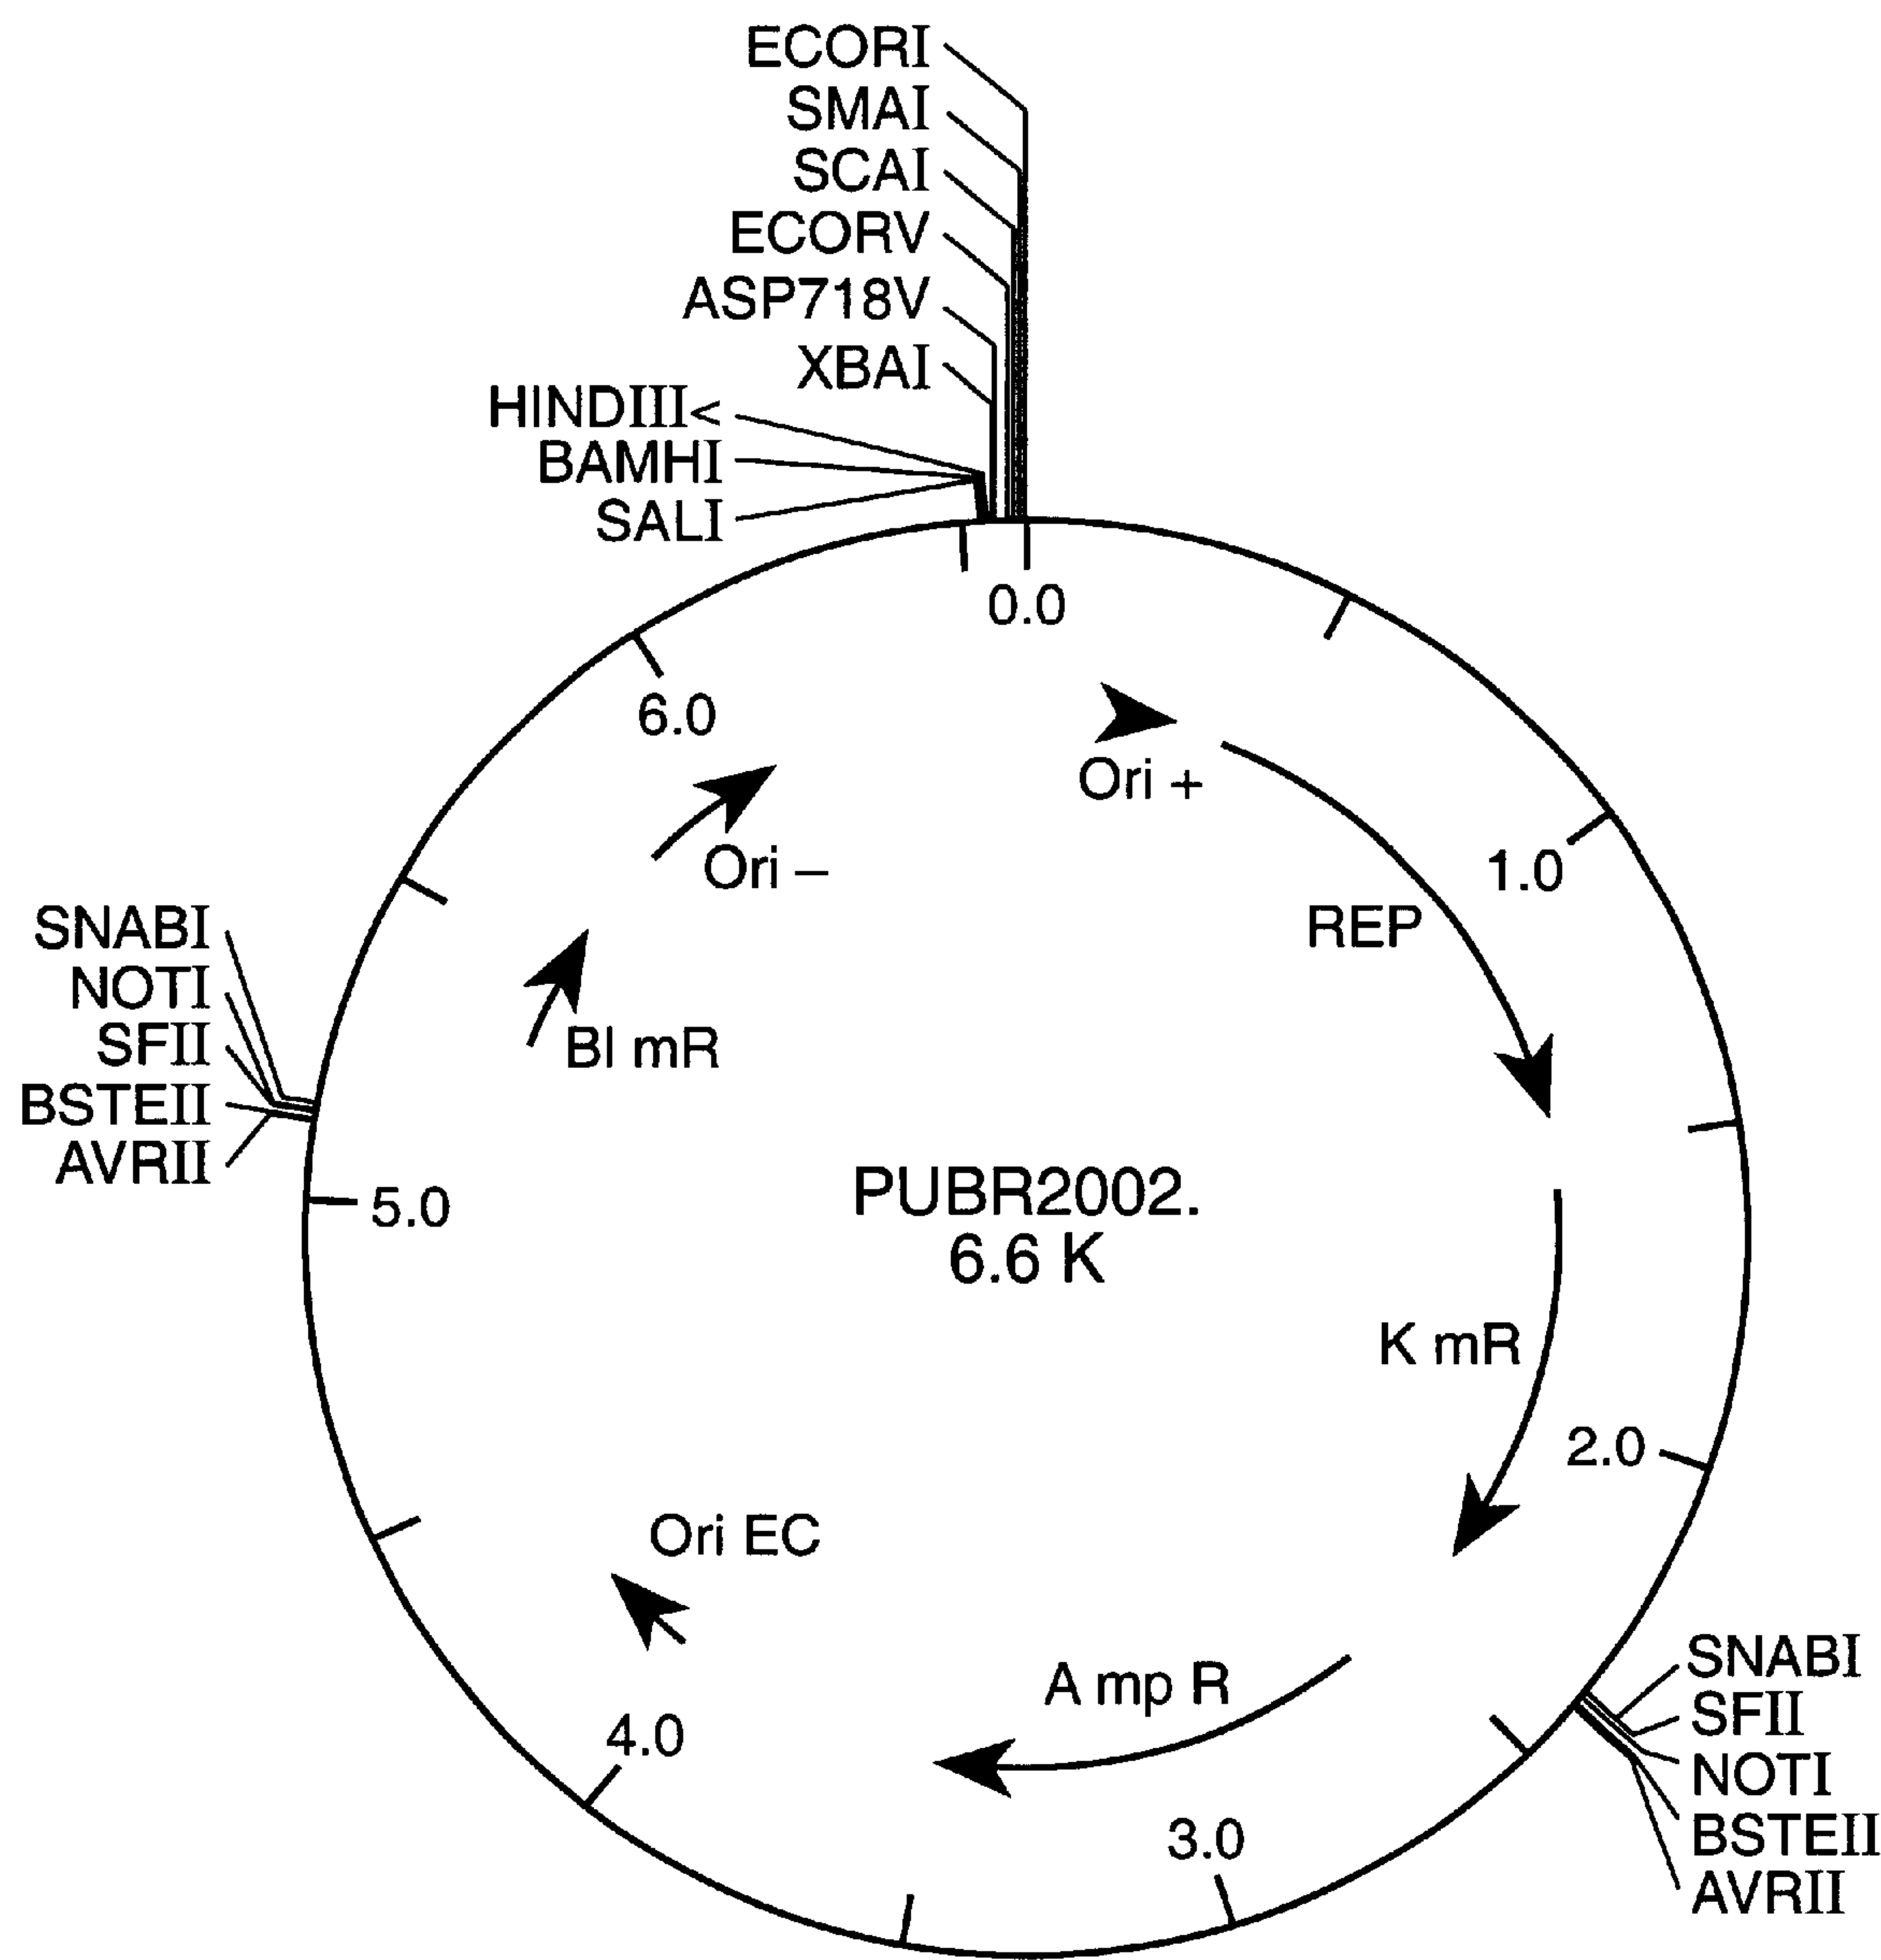 ECORI
SMAI
SCAI
ECORV
ASP718V
XBAI
HINDIII<
BAMHI
SALI
0.0
6.0
Ori +
Ori –
1.0
REP
SNABI
NOTI
SFII
BSTEII
AVRII
Bl mR
5.0
PUBR2002.
6.6 K
K mR
2.0
Ori EC
A mp R
4.0
3.0
SNABI
SFII
NOTI
BSTEII
AVRII